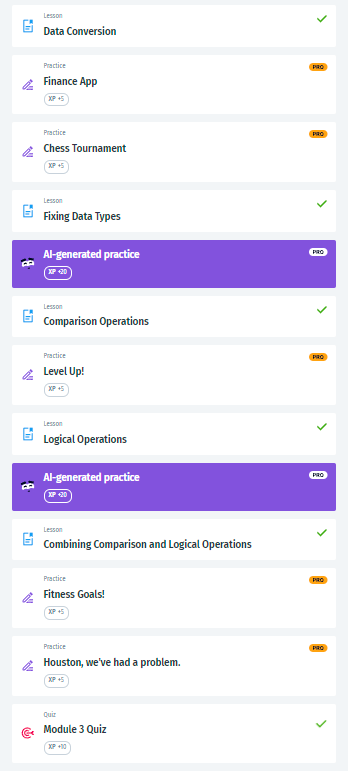 Lesson
Data Conversion
Practice
PRO
Finance App
XP +5
Practice
PRO
Chess Tournament
XP +5
Lesson
Fixing Data Types
AI-generated practice
PRO
XP +20
Lesson
Comparison Operations
Practice
PRO
Level Up!
XP +5
Lesson
Logical Operations
AI-generated practice
PRO
XP +20
Lesson
Combining Comparison and Logical Operations
Practice
PRO
Fitness Goals!
XP +5
Practice
PRO
Houston, we've had a problem.
XP +5
Quiz
Module 3 Quiz
XP +10